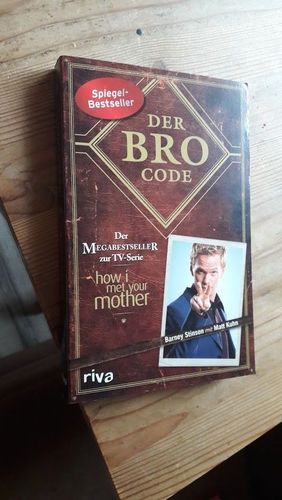 Spiegel-
Bestseller
DER
BRO
CODE
Der
MEGABESTSELLER
zur TV-Serie
how i
met your
mother
Barney Stinson mit Matt Kuhn
riva